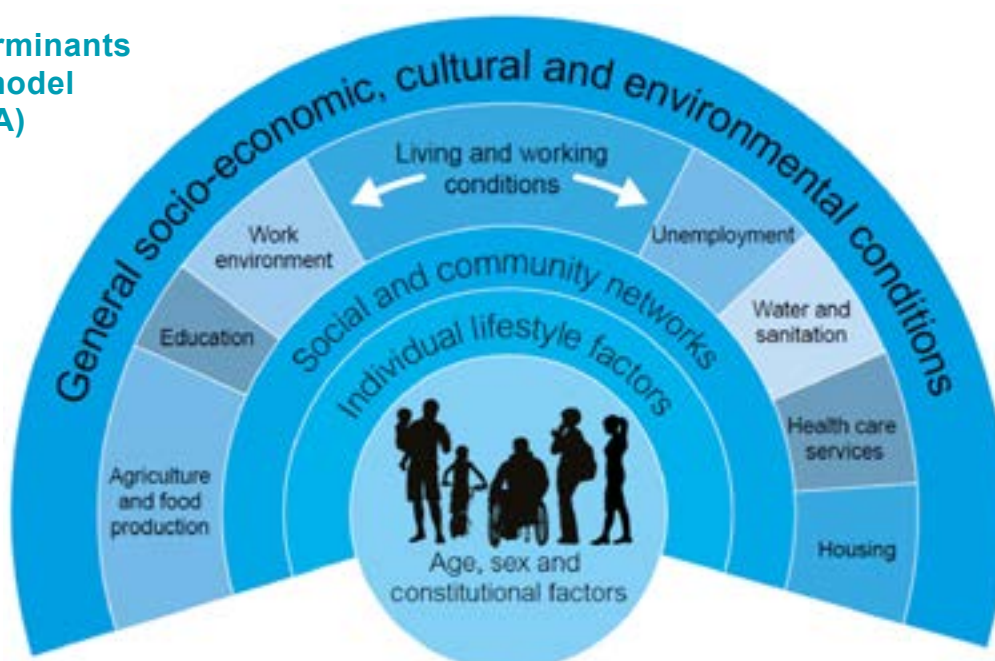 rminants
nodel
A)
General socio-economic, cultural and environmental conditions
Living and working
conditions
Work
environment
Unemployment
Education
Water and
sanitation
Agriculture
and food
production
Health care
services
Housing
Social and community networks
Individual lifestyle factors
Age, sex and
constitutional factors